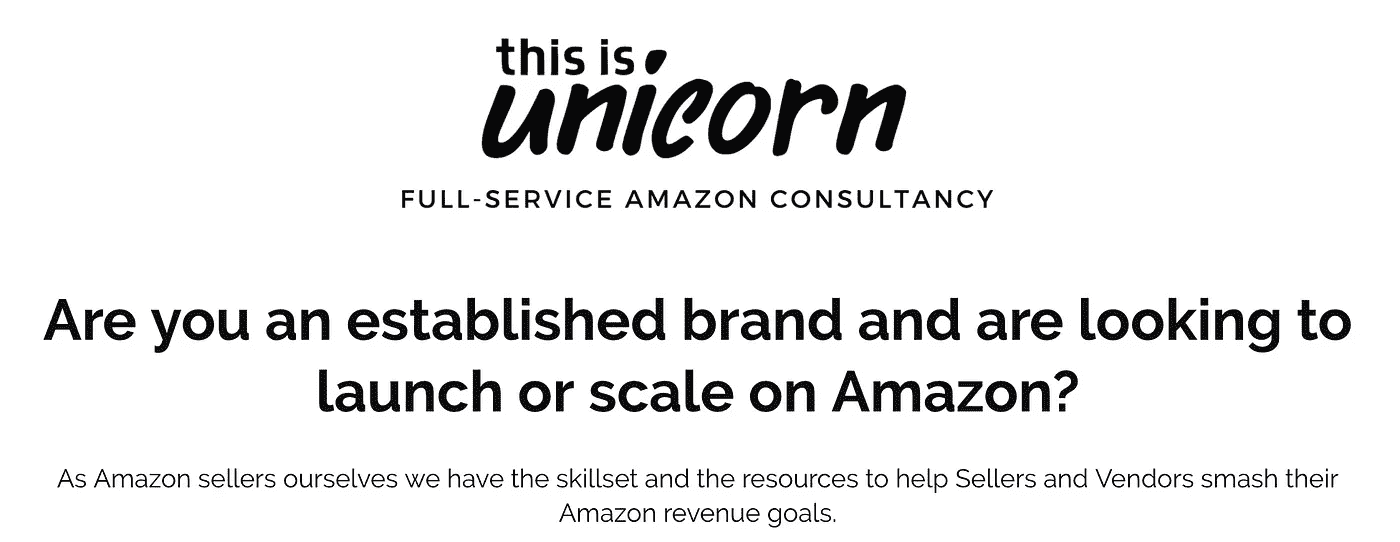 this is
unicorn
FULL-SERVICE AMAZON CONSULTANCY
Are you an established brand and are looking to
launch or scale on Amazon?
As Amazon sellers ourselves we have the skillset and the resources to help Sellers and Vendors smash their
Amazon revenue goals.